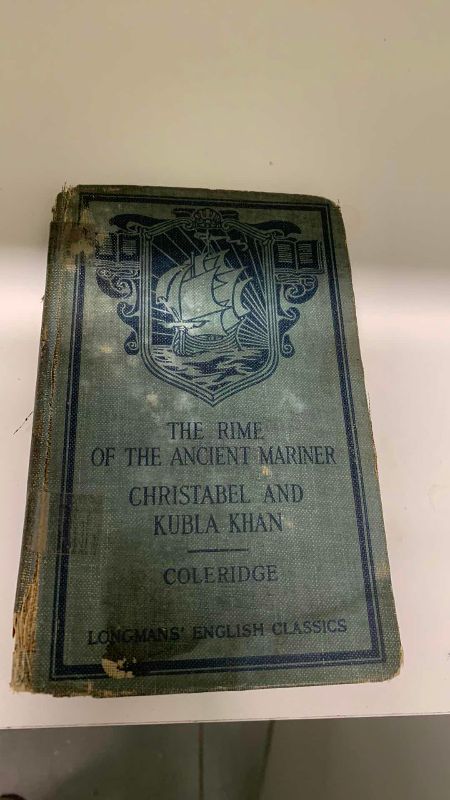 THE RIME
OF THE ANCIENT MARINER
CHRISTABEL AND
KUBLA KHAN
COLERIDGE
LONGMANS' ENGLISH CLASSICS